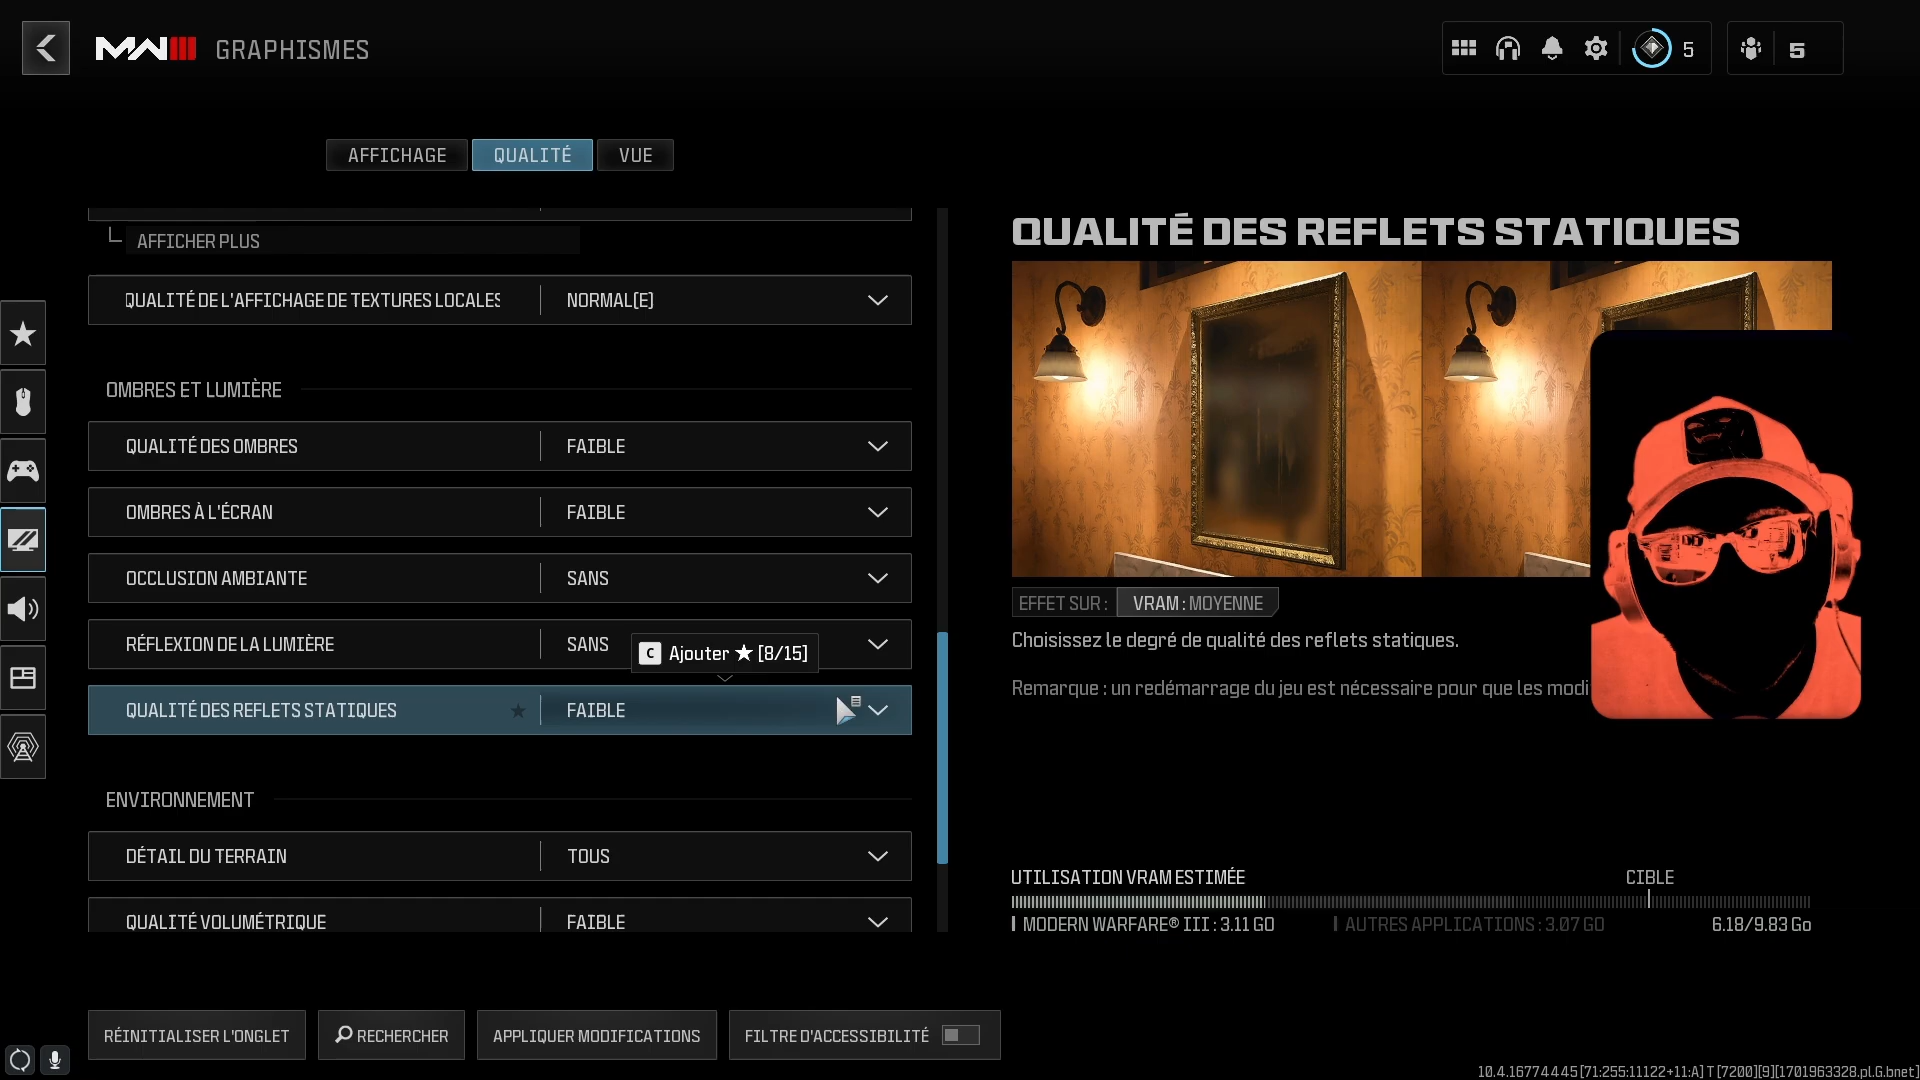 MWIII GRAPHISMES
5
5
AFFICHAGE
QUALITÉ
VUE
AFFICHER PLUS
QUALITÉ DE L'AFFICHAGE DE TEXTURES LOCALES
NORMAL(E)
OMBRES ET LUMIÈRE
QUALITÉ DES OMBRES
FAIBLE
OMBRES À L'ÉCRAN
FAIBLE
OCCLUSION AMBIANTE
SANS
RÉFLEXION DE LA LUMIÈRE
SANS
C Ajouter ★ [8/15]
QUALITÉ DES REFLETS STATIQUES
FAIBLE
ENVIRONNEMENT
DÉTAIL DU TERRAIN
TOUS
QUALITÉ VOLUMÉTRIQUE
FAIBLE
QUALITÉ DES REFLETS STATIQUES
EFFET SUR : VRAM : MOYENNE
Choisissez le degré de qualité des reflets statiques.
Remarque : un redémarrage du jeu est nécessaire pour que les modi
UTILISATION VRAM ESTIMÉE
CIBLE
MODERN WARFARE® III : 3.11 GO
AUTRES APPLICATIONS : 3.07 GO
6.18/9.83 Go
RÉINITIALISER L'ONGLET
RECHERCHER
APPLIQUER MODIFICATIONS
FILTRE D'ACCESSIBILITÉ
10.4.16774445 [71:255:11122+11:A] T [7200][9][1701963328.pl.G.bnet]